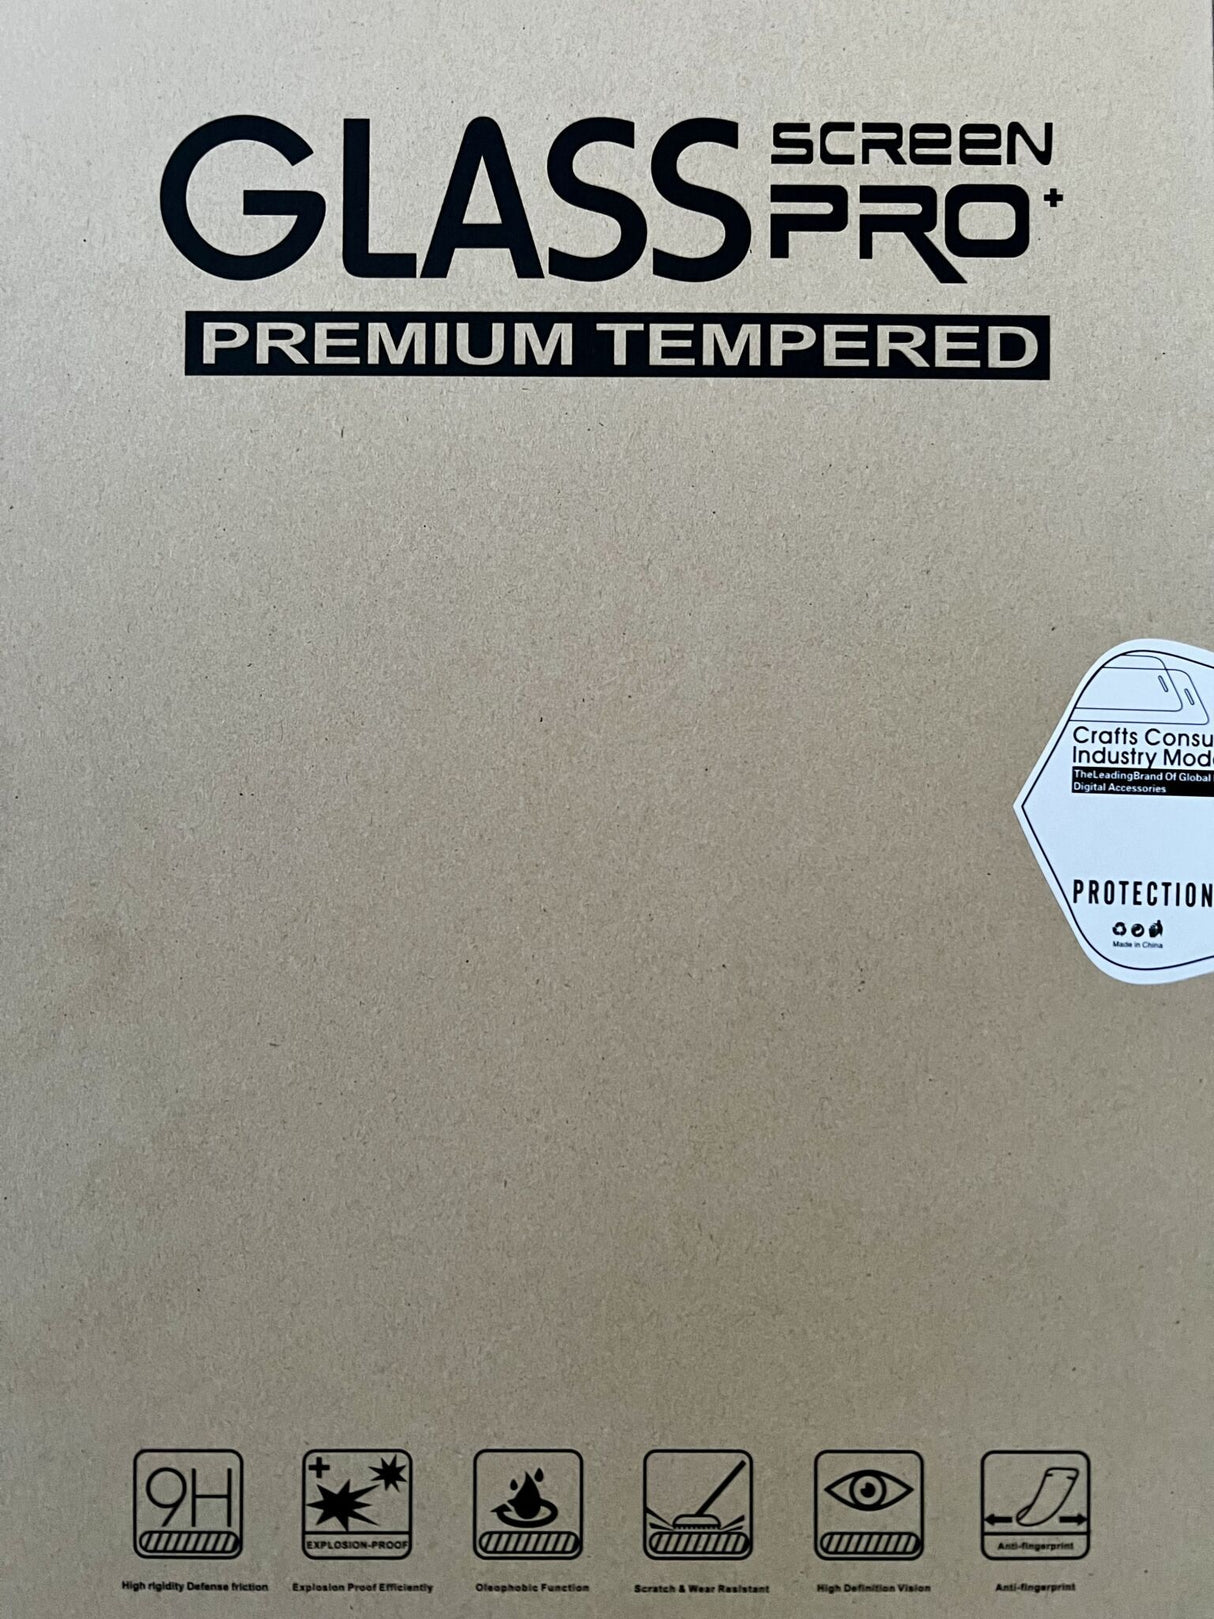 GLASS SCREEN PRO+
PREMIUM TEMPERED
Crafts Consu
Industry Mod
TheLeadingBrand Of Global
Digital Accessories
PROTECTION
Made in China
9H
EXPLOSION-PROOF
Anti-fingerprint
High rigidity Defense friction
Explosion Proof Efficiently
Oleophobic Function
Scratch & Wear Resistant
High Definition Vision
Anti-fingerprint